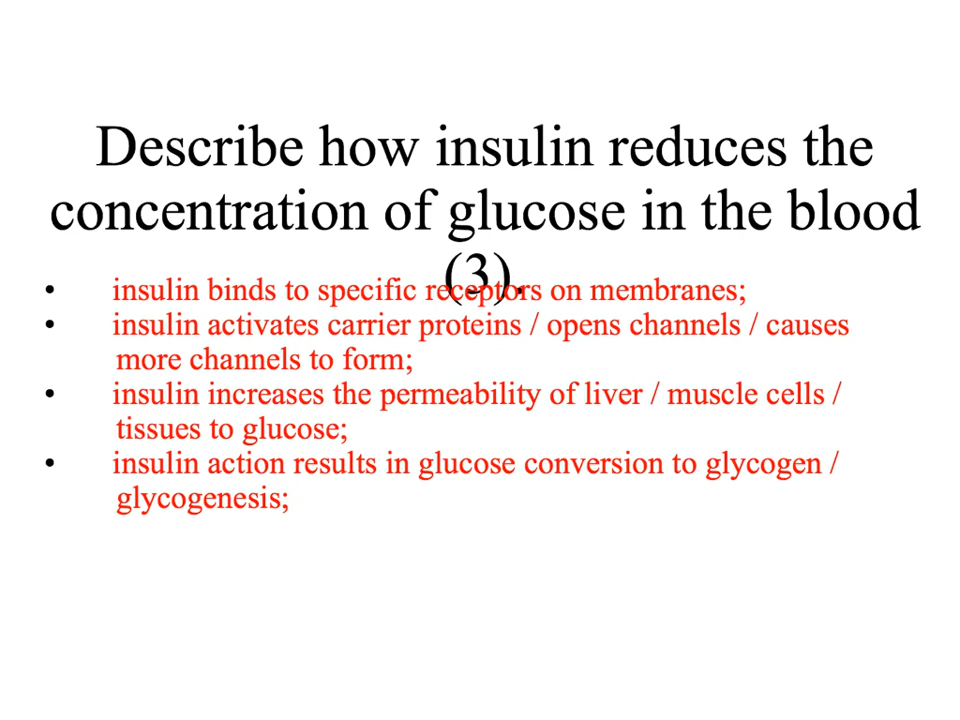 Describe how insulin reduces the
concentration of glucose in the blood
(3).
• insulin binds to specific receptors on membranes;
• insulin activates carrier proteins / opens channels / causes
more channels to form;
• insulin increases the permeability of liver / muscle cells /
tissues to glucose;
• insulin action results in glucose conversion to glycogen /
glycogenesis;